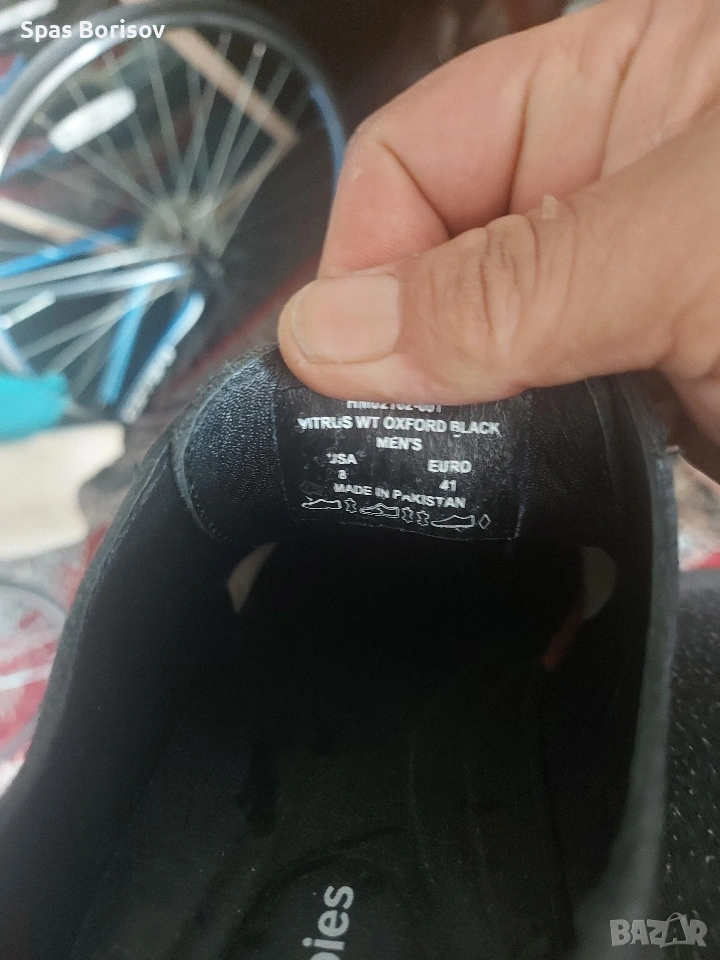 Spas Borisov
VITRUS WT OXFORD BLACK
MEN'S
USA EURO
8 41
MADE IN PAKISTAN
pies
BAZAR